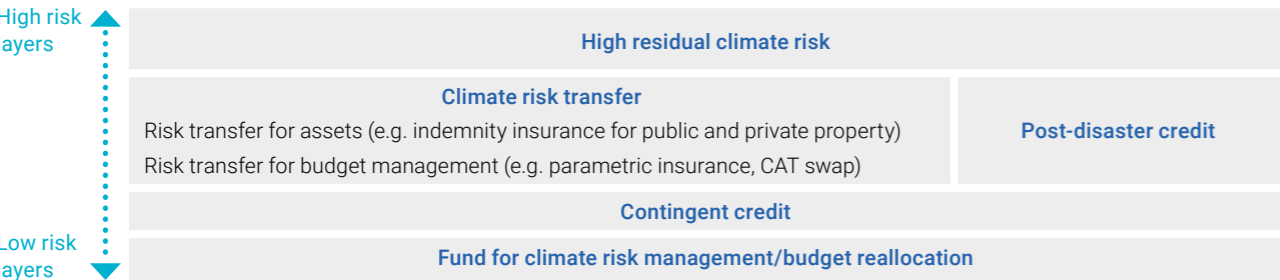 High risk
layers
High residual climate risk
Climate risk transfer
Risk transfer for assets (e.g. indemnity insurance for public and private property)
Risk transfer for budget management (e.g. parametric insurance, CAT swap)
Post-disaster credit
Contingent credit
Low risk
layers
Fund for climate risk management/budget reallocation